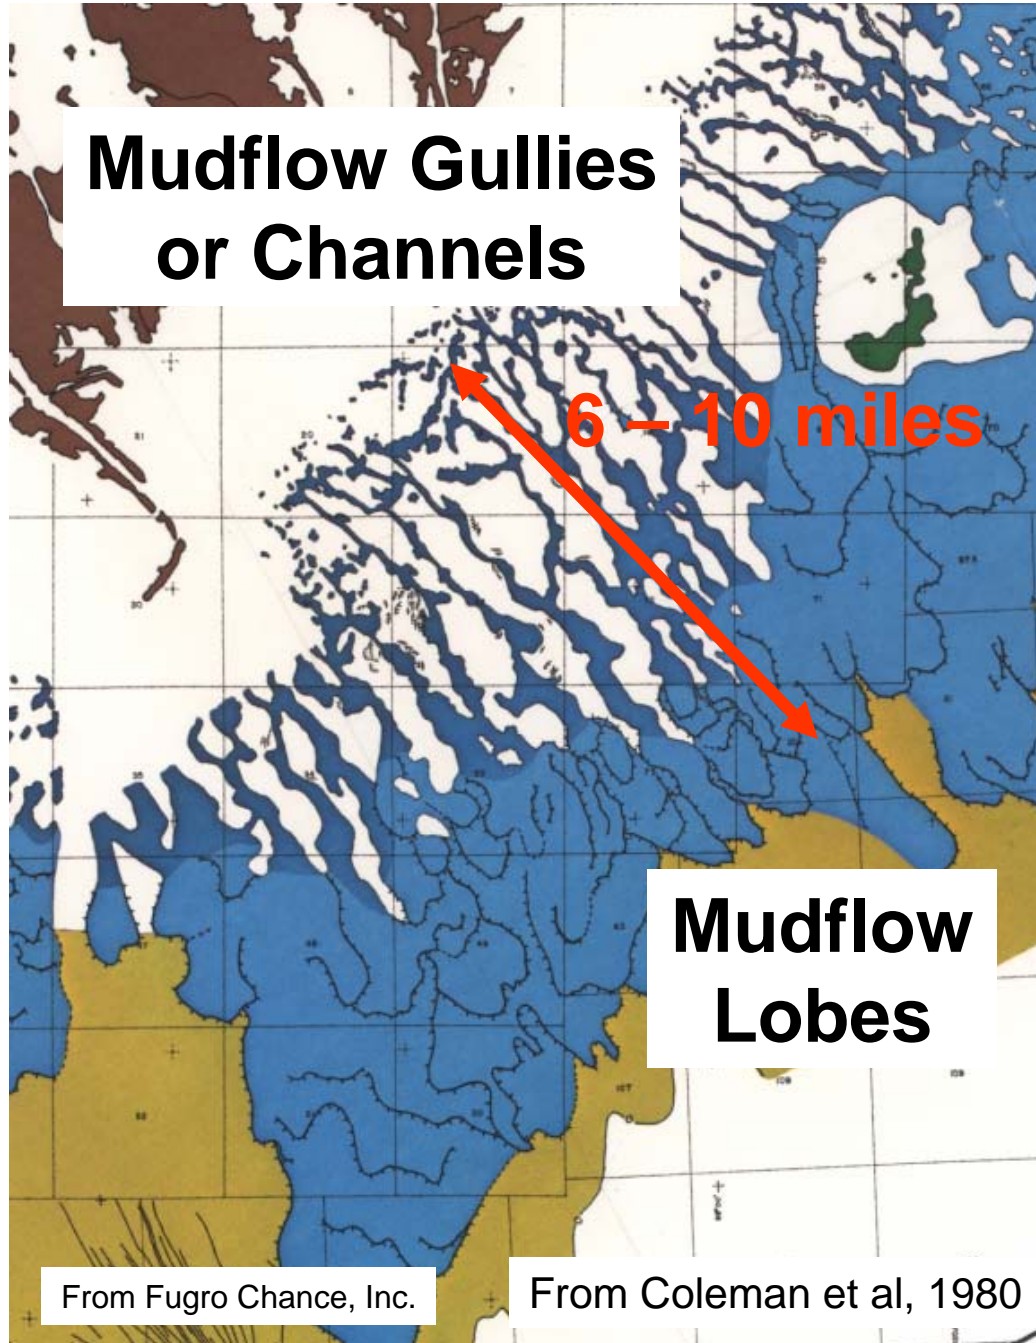 Mudflow Gullies
or Channels
6 – 10 miles
Mudflow
Lobes
From Fugro Chance, Inc.
From Coleman et al, 1980